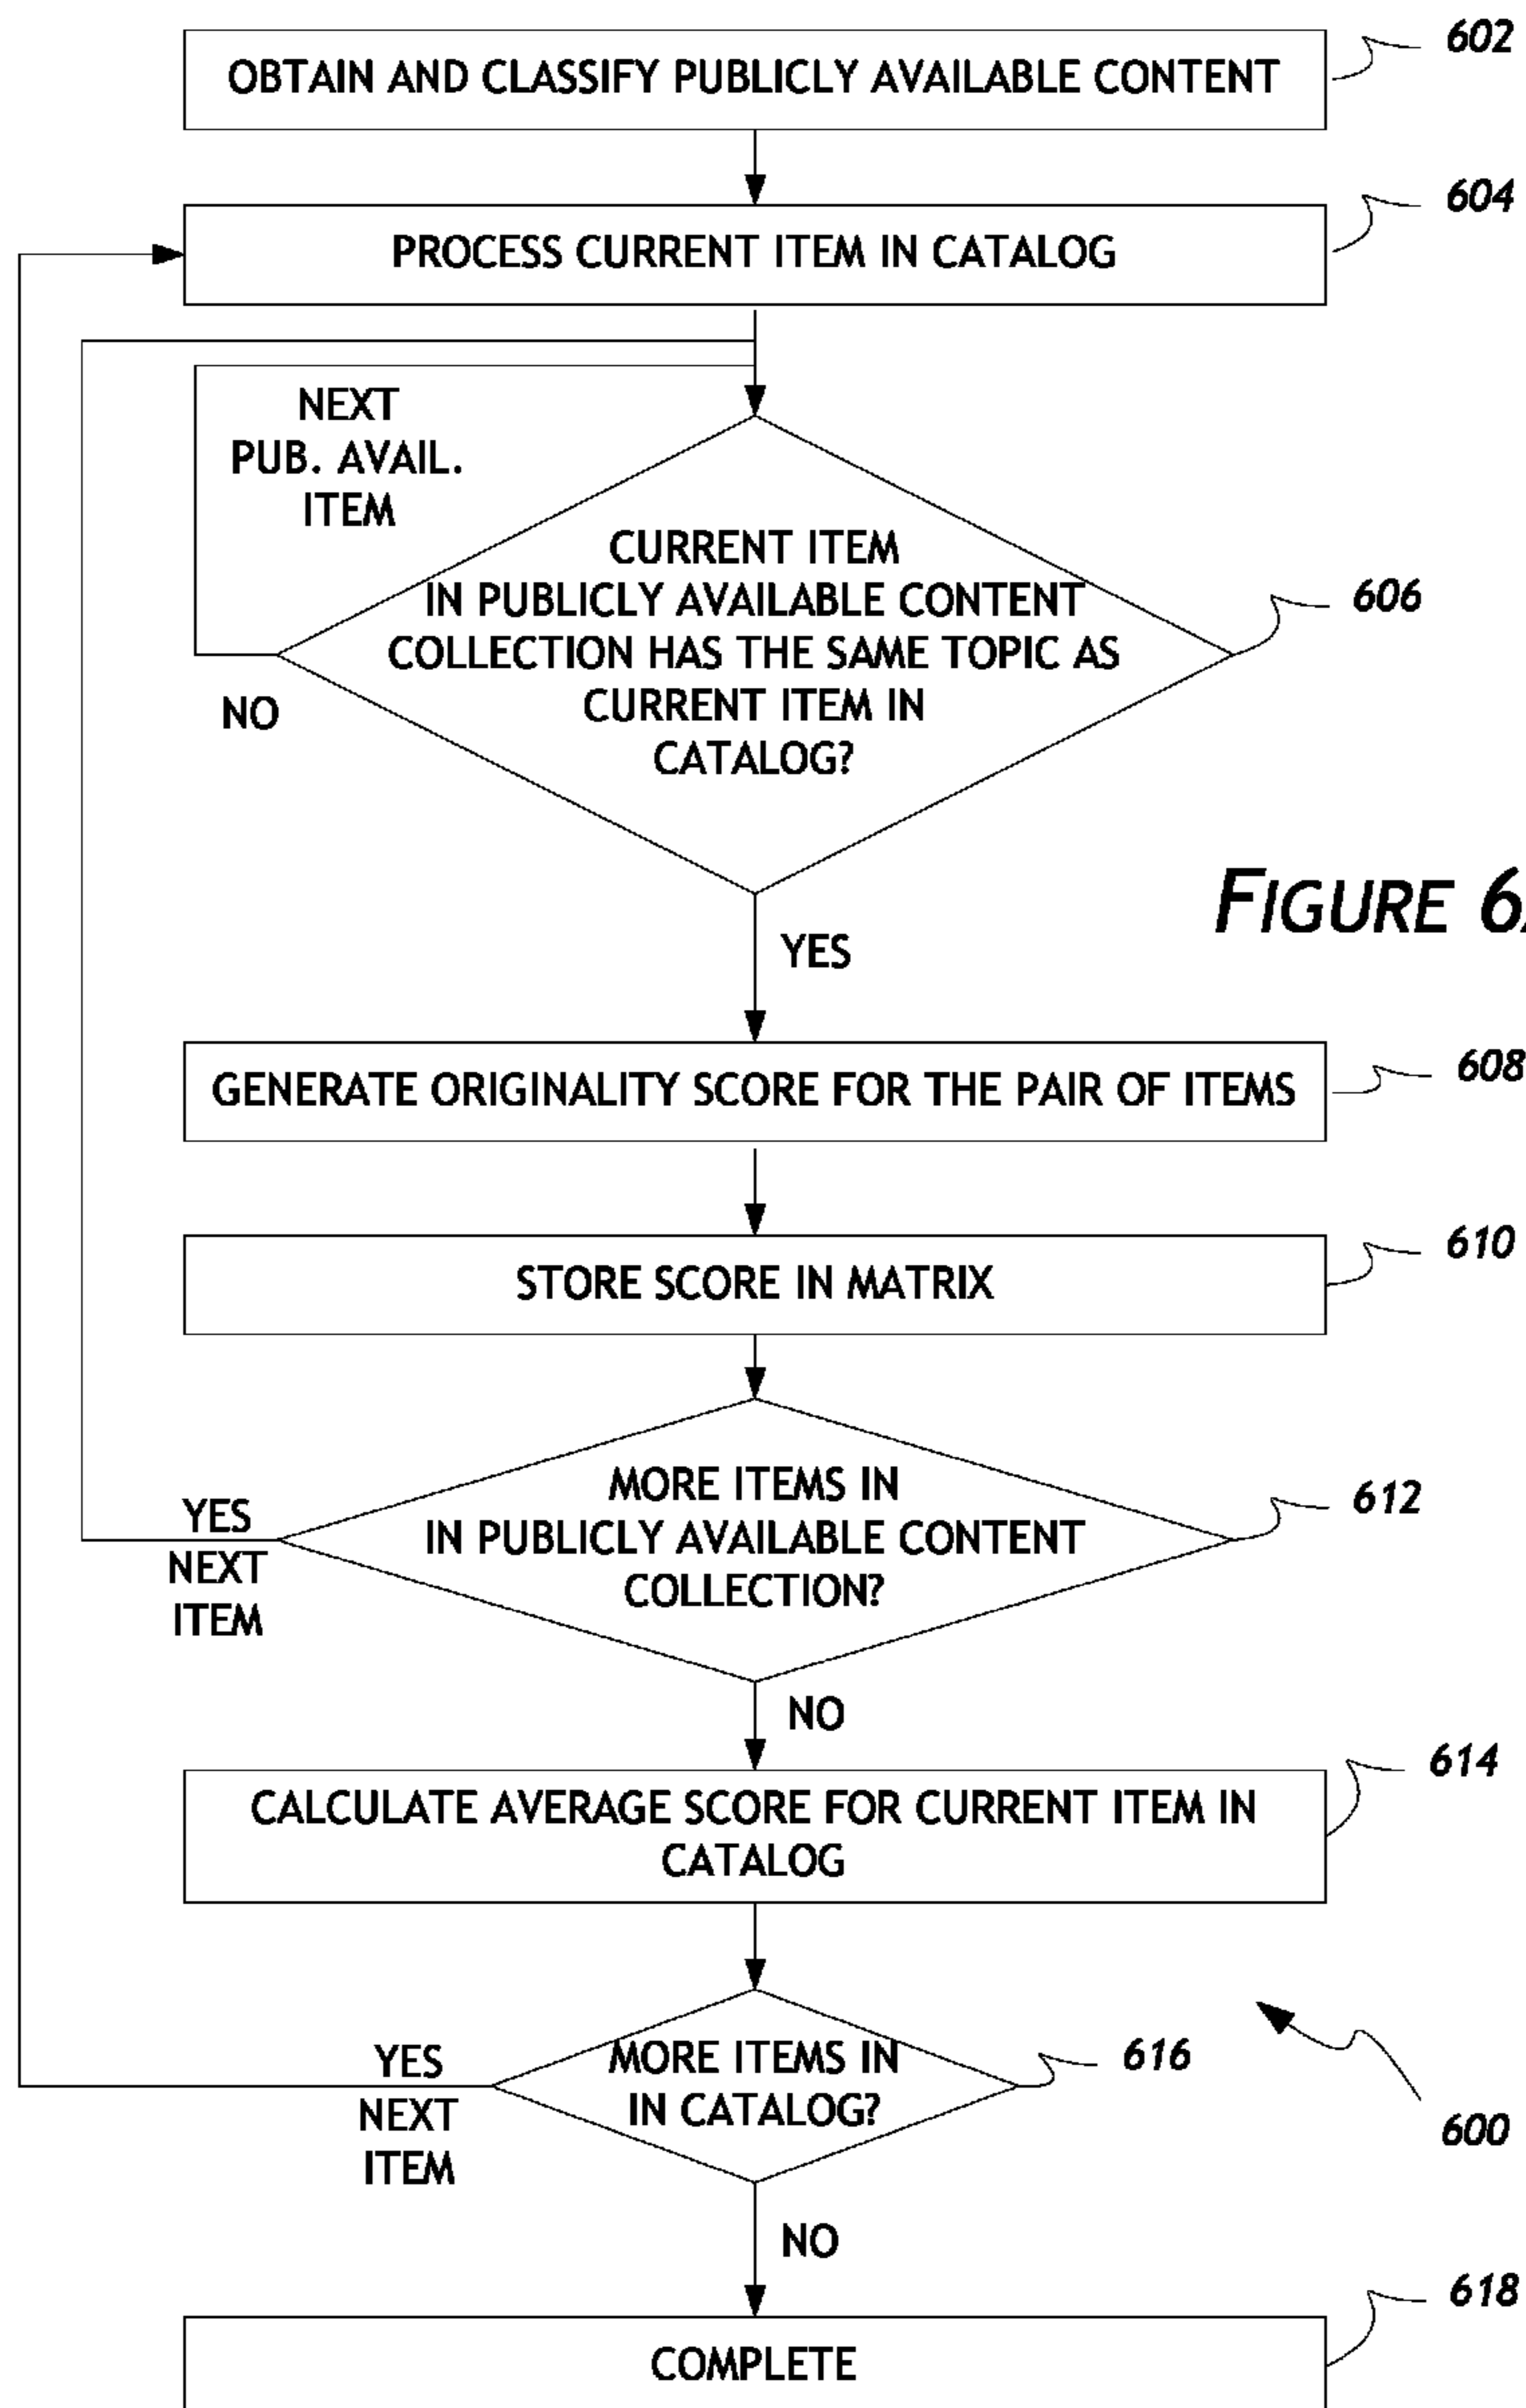 602
OBTAIN AND CLASSIFY PUBLICLY AVAILABLE CONTENT
604
PROCESS CURRENT ITEM IN CATALOG
NEXT
PUB. AVAIL.
ITEM
CURRENT ITEM
IN PUBLICLY AVAILABLE CONTENT
COLLECTION HAS THE SAME TOPIC AS
CURRENT ITEM IN
CATALOG?
606
NO
FIGURE 6
YES
608
GENERATE ORIGINALITY SCORE FOR THE PAIR OF ITEMS
610
STORE SCORE IN MATRIX
MORE ITEMS IN
IN PUBLICLY AVAILABLE CONTENT
COLLECTION?
612
YES
NEXT
ITEM
NO
614
CALCULATE AVERAGE SCORE FOR CURRENT ITEM IN
CATALOG
MORE ITEMS IN
IN CATALOG?
616
YES
NEXT
ITEM
600
NO
618
COMPLETE